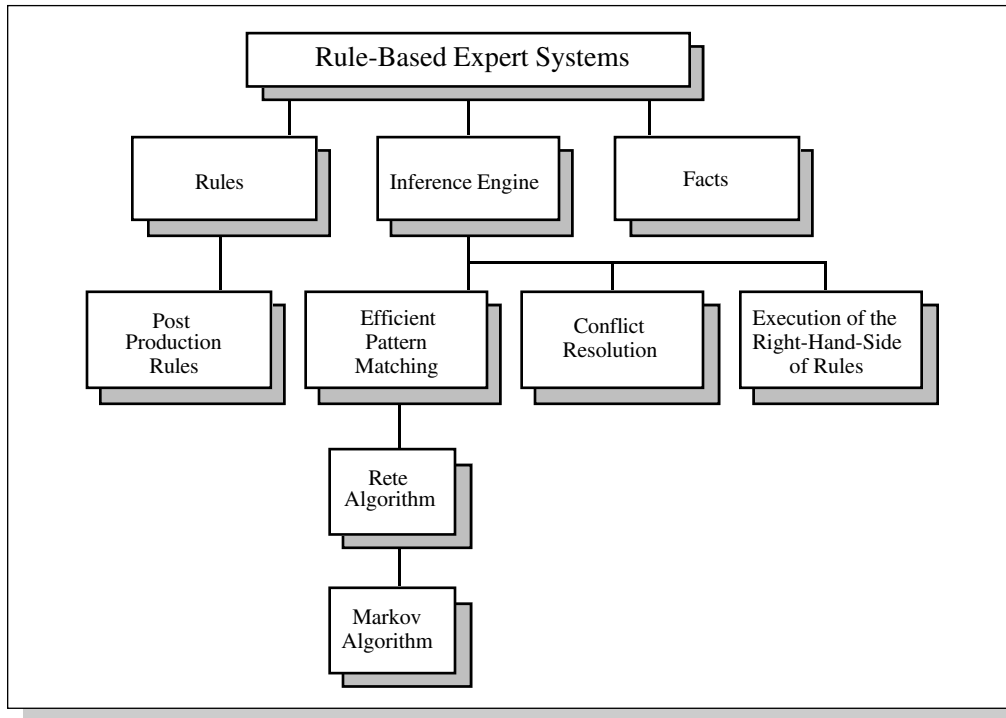 Rule-Based Expert Systems
Rules
Inference Engine
Facts
Post
Production
Rules
Efficient
Pattern
Matching
Conflict
Resolution
Execution of the
Right-Hand-Side
of Rules
Rete
Algorithm
Markov
Algorithm